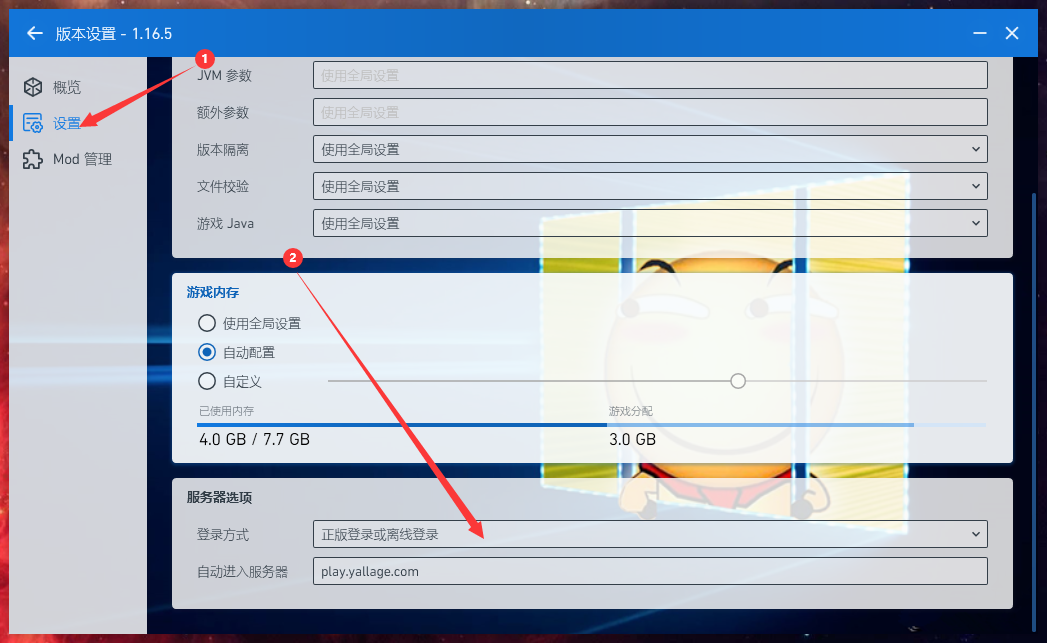 版本设置 - 1.16.5
1
概览
设置
Mod 管理
JVM 参数
使用全局设置
额外参数
使用全局设置
版本隔离
使用全局设置
文件校验
使用全局设置
游戏 Java
使用全局设置
2
游戏内存
使用全局设置
自动配置
自定义
已使用内存
游戏分配
4.0 GB / 7.7 GB
3.0 GB
服务器选项
登录方式
正版登录或离线登录
自动进入服务器
play.yallage.com